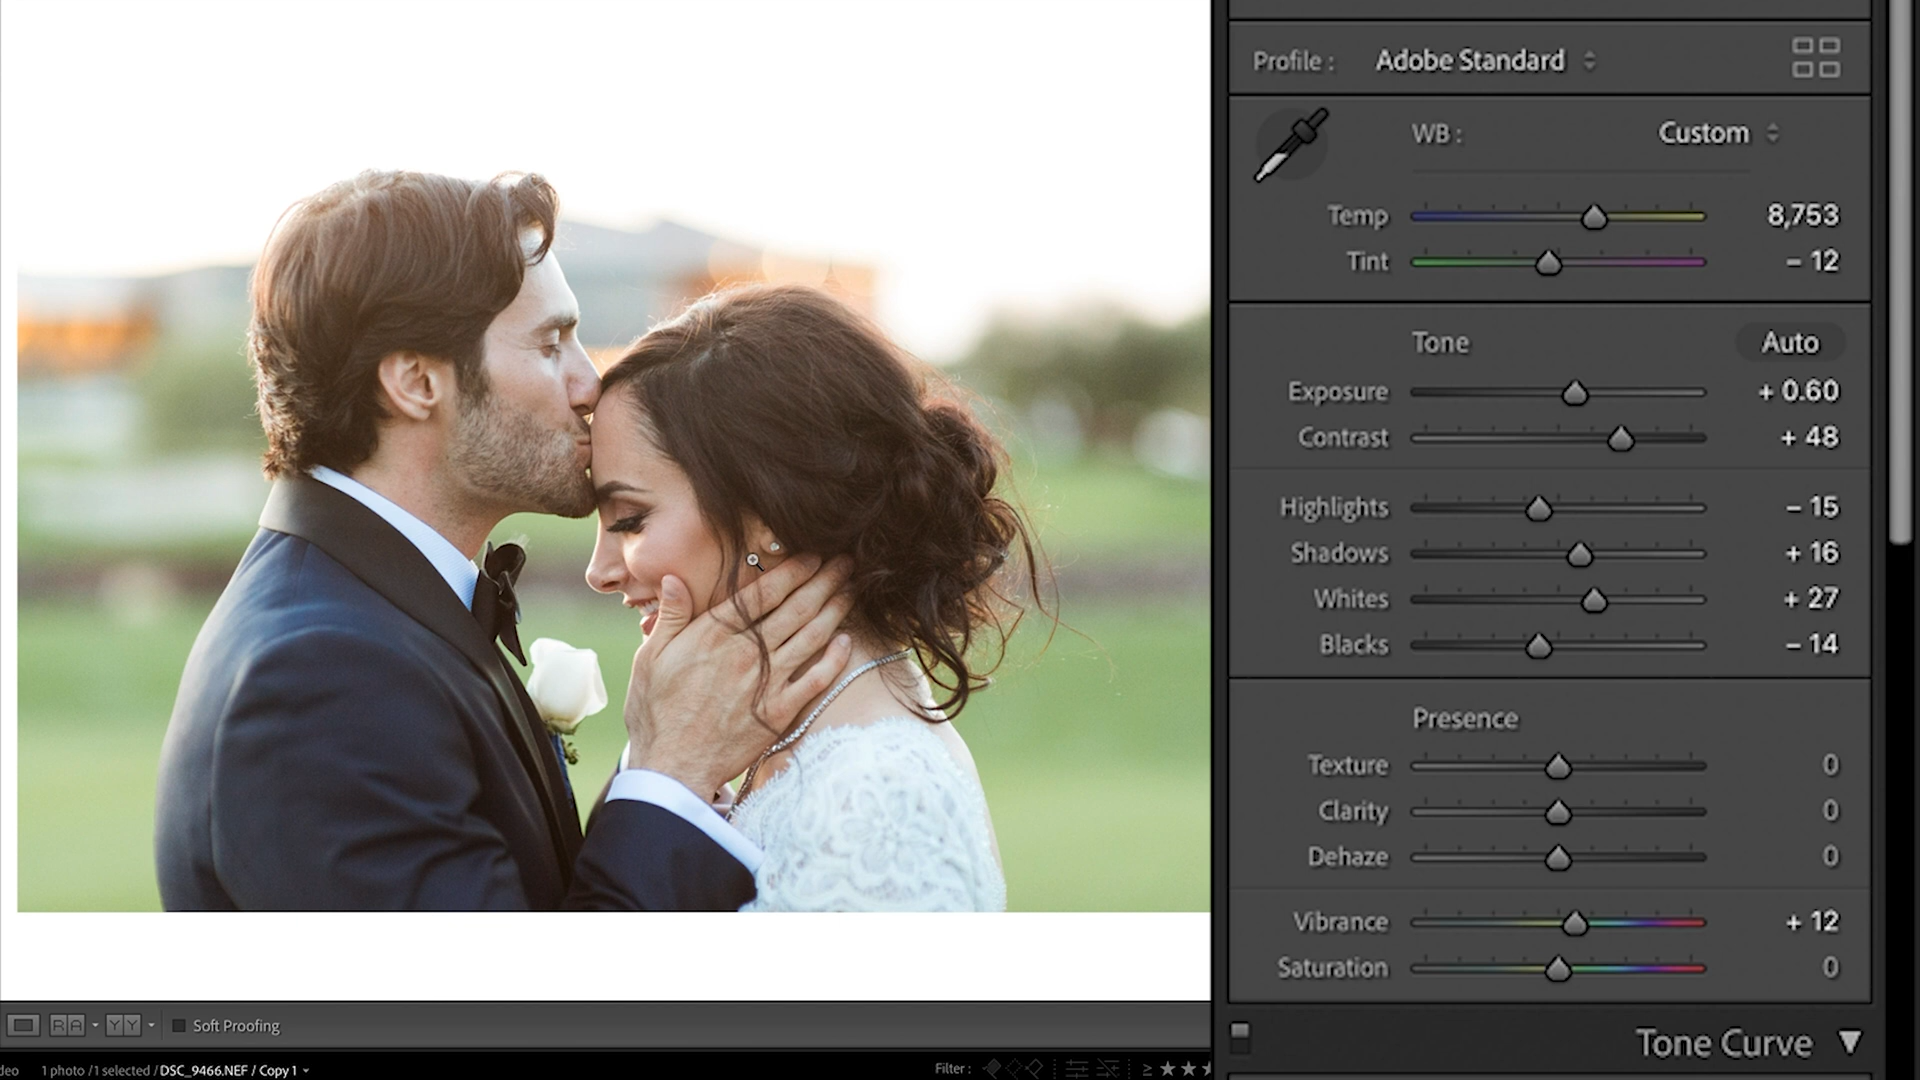 Profile : Adobe Standard
WB : Custom
Temp 8,753
Tint – 12
Tone Auto
Exposure + 0.60
Contrast + 48
Highlights – 15
Shadows + 16
Whites + 27
Blacks – 14
Presence
Texture 0
Clarity 0
Dehaze 0
Vibrance + 12
Saturation 0
Tone Curve
R A Y Y Soft Proofing
deo 1 photo / 1 selected / DSC_9466.NEF / Copy 1 Filter : ≥ ★ ★